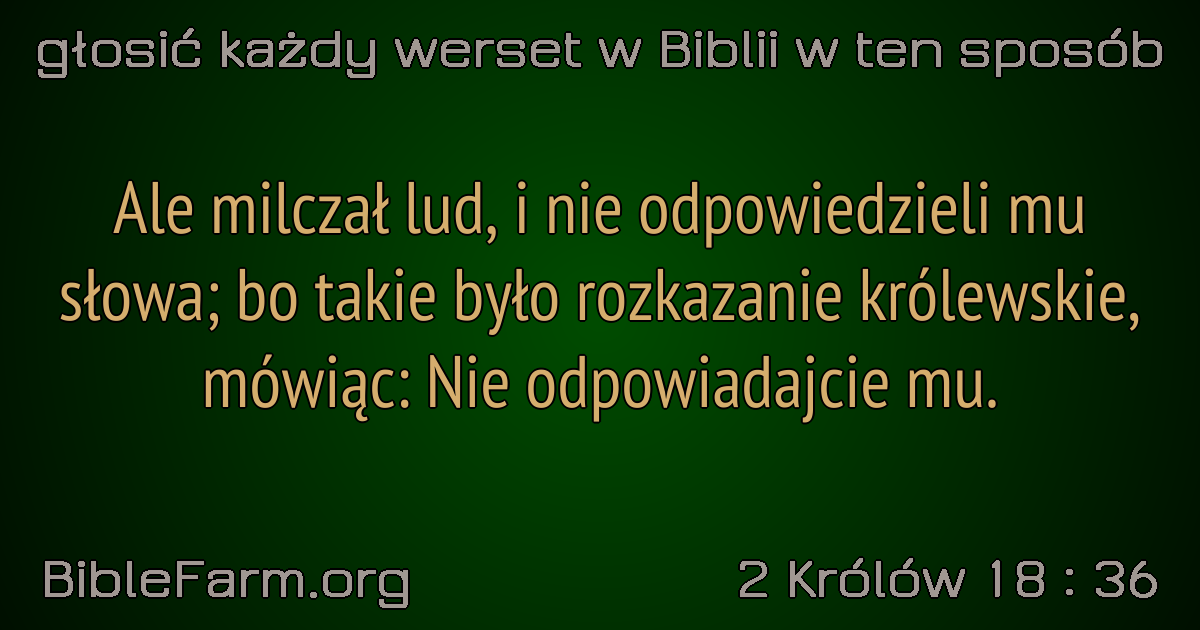 głosić każdy werset w Biblii w ten sposób
Ale milczał lud, i nie odpowiedzieli mu
słowa; bo takie było rozkazanie królewskie,
mówiąc: Nie odpowiadajcie mu.
BibleFarm.org
2 Królów 18 : 36